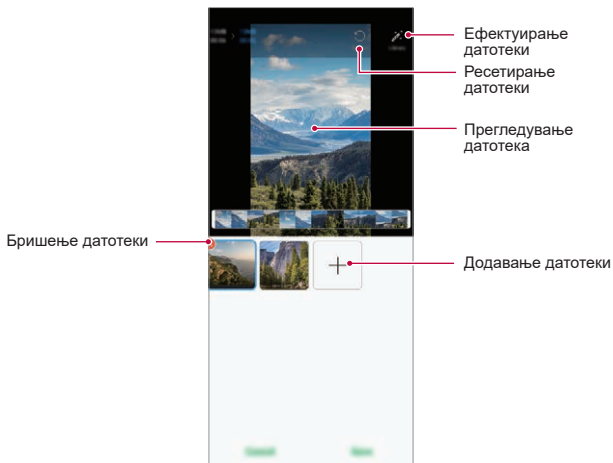 Ефектуирање
датотеки
Ресетирање
датотеки
Прегледување
датотека
Бришење датотеки
Додавање датотеки